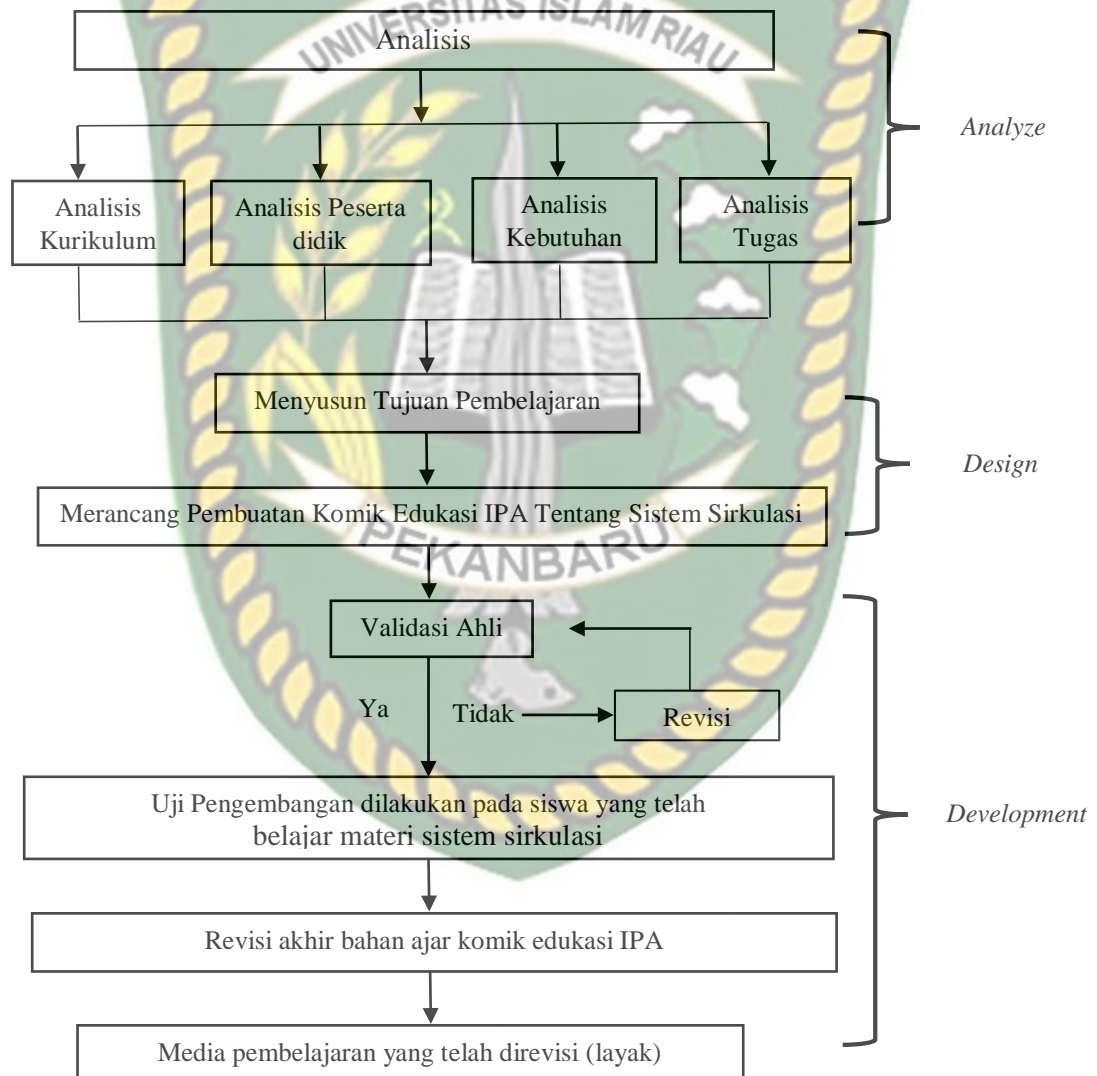 UNIVERSITAS ISLAM RIAU
Analisis
Analyze
Analisis
Kurikulum
Analisis Peserta
didik
Analisis
Kebutuhan
Analisis
Tugas
Menyusun Tujuan Pembelajaran
Design
Merancang Pembuatan Komik Edukasi IPA Tentang Sistem Sirkulasi
PEKANBARU
Validasi Ahli
Ya
Tidak
Revisi
Uji Pengembangan dilakukan pada siswa yang telah
belajar materi sistem sirkulasi
Development
Revisi akhir bahan ajar komik edukasi IPA
Media pembelajaran yang telah direvisi (layak)